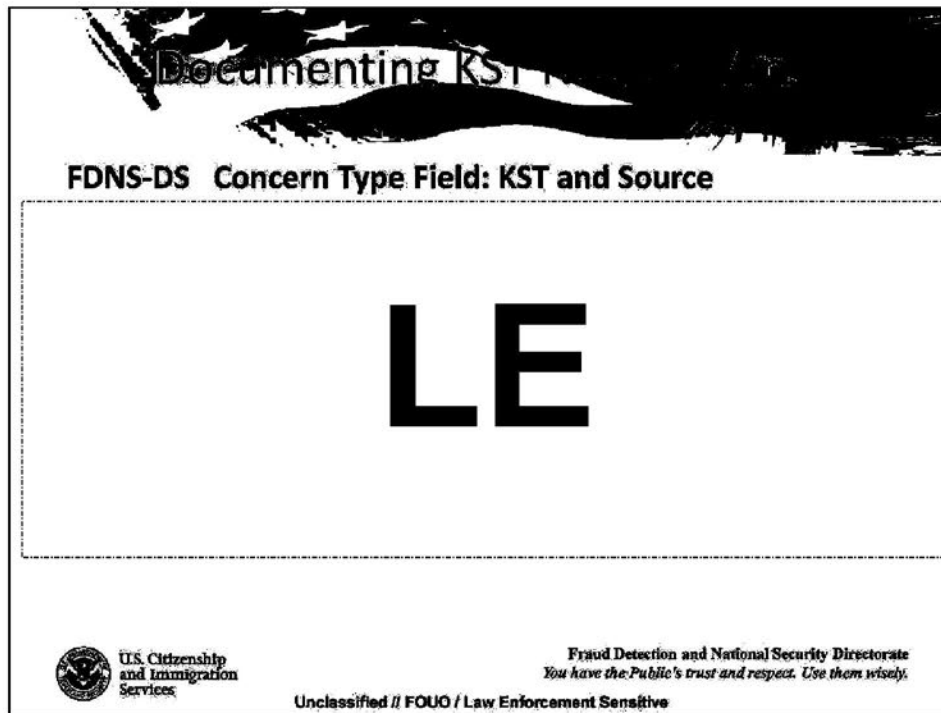 Documenting KST
FDNS-DS Concern Type Field: KST and Source
LE
U.S. Citizenship
and Immigration
Services
Fraud Detection and National Security Directorate
You have the Public's trust and respect. Use them wisely.
Unclassified // FOUO / Law Enforcement Sensitive